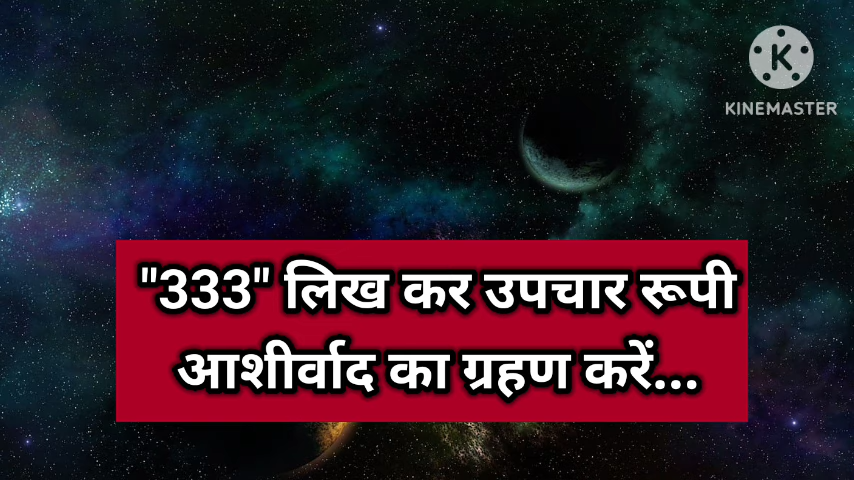 KINEMASTER
"333" लिख कर उपचार रूपी
आशीर्वाद का ग्रहण करें...